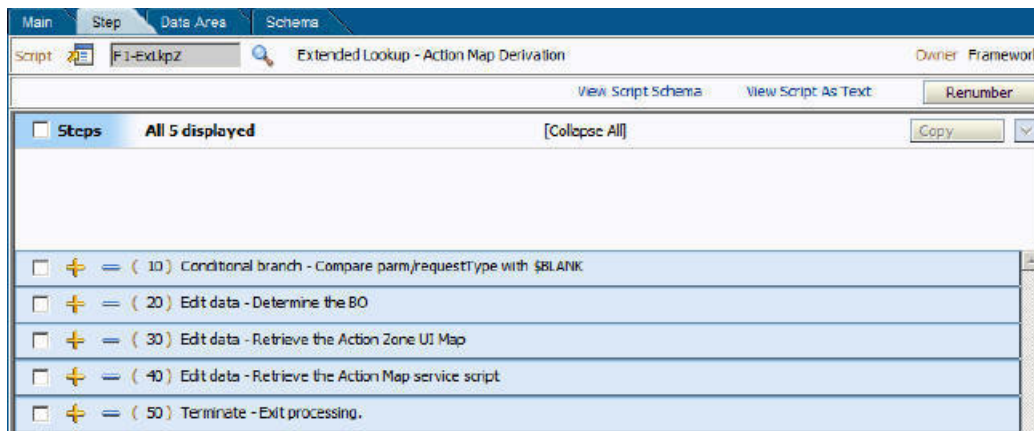 Main Step Data Area Schema
Script F1-ExtLkpZ Extended Lookup - Action Map Derivation Owner Framework
View Script Schema View Script As Text Renumber
Steps All 5 displayed [Collapse All] Copy
( 10 ) Conditional branch - Compare parm/requestType with $BLANK
( 20 ) Edit data - Determine the BO
( 30 ) Edit data - Retrieve the Action Zone UI Map
( 40 ) Edit data - Retrieve the Action Map service script
( 50 ) Terminate - Exit processing.